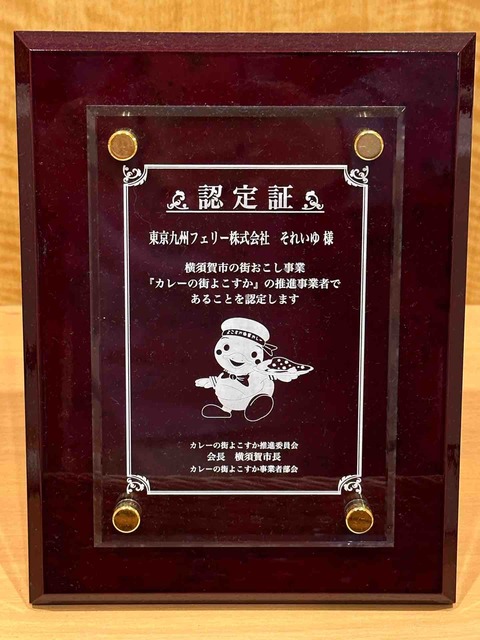 認定証
東京九州フェリー株式会社 それいゆ 様
横須賀市の街おこし事業
『カレーの街よこすか』の推進事業者で
あることを認定します
カレーの街よこすか推進委員会
会長 横須賀市長
カレーの街よこすか事業者部会